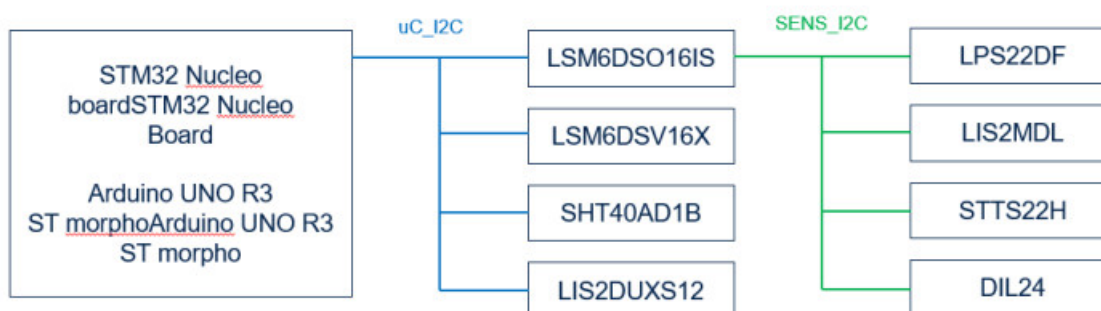 STM32 Nucleo
boardSTM32 Nucleo
Board
Arduino UNO R3
ST morphoArduino UNO R3
ST morpho
uC_I2C
LSM6DSO16IS
LSM6DSV16X
SHT40AD1B
LIS2DUXS12
SENS_I2C
LPS22DF
LIS2MDL
STTS22H
DIL24